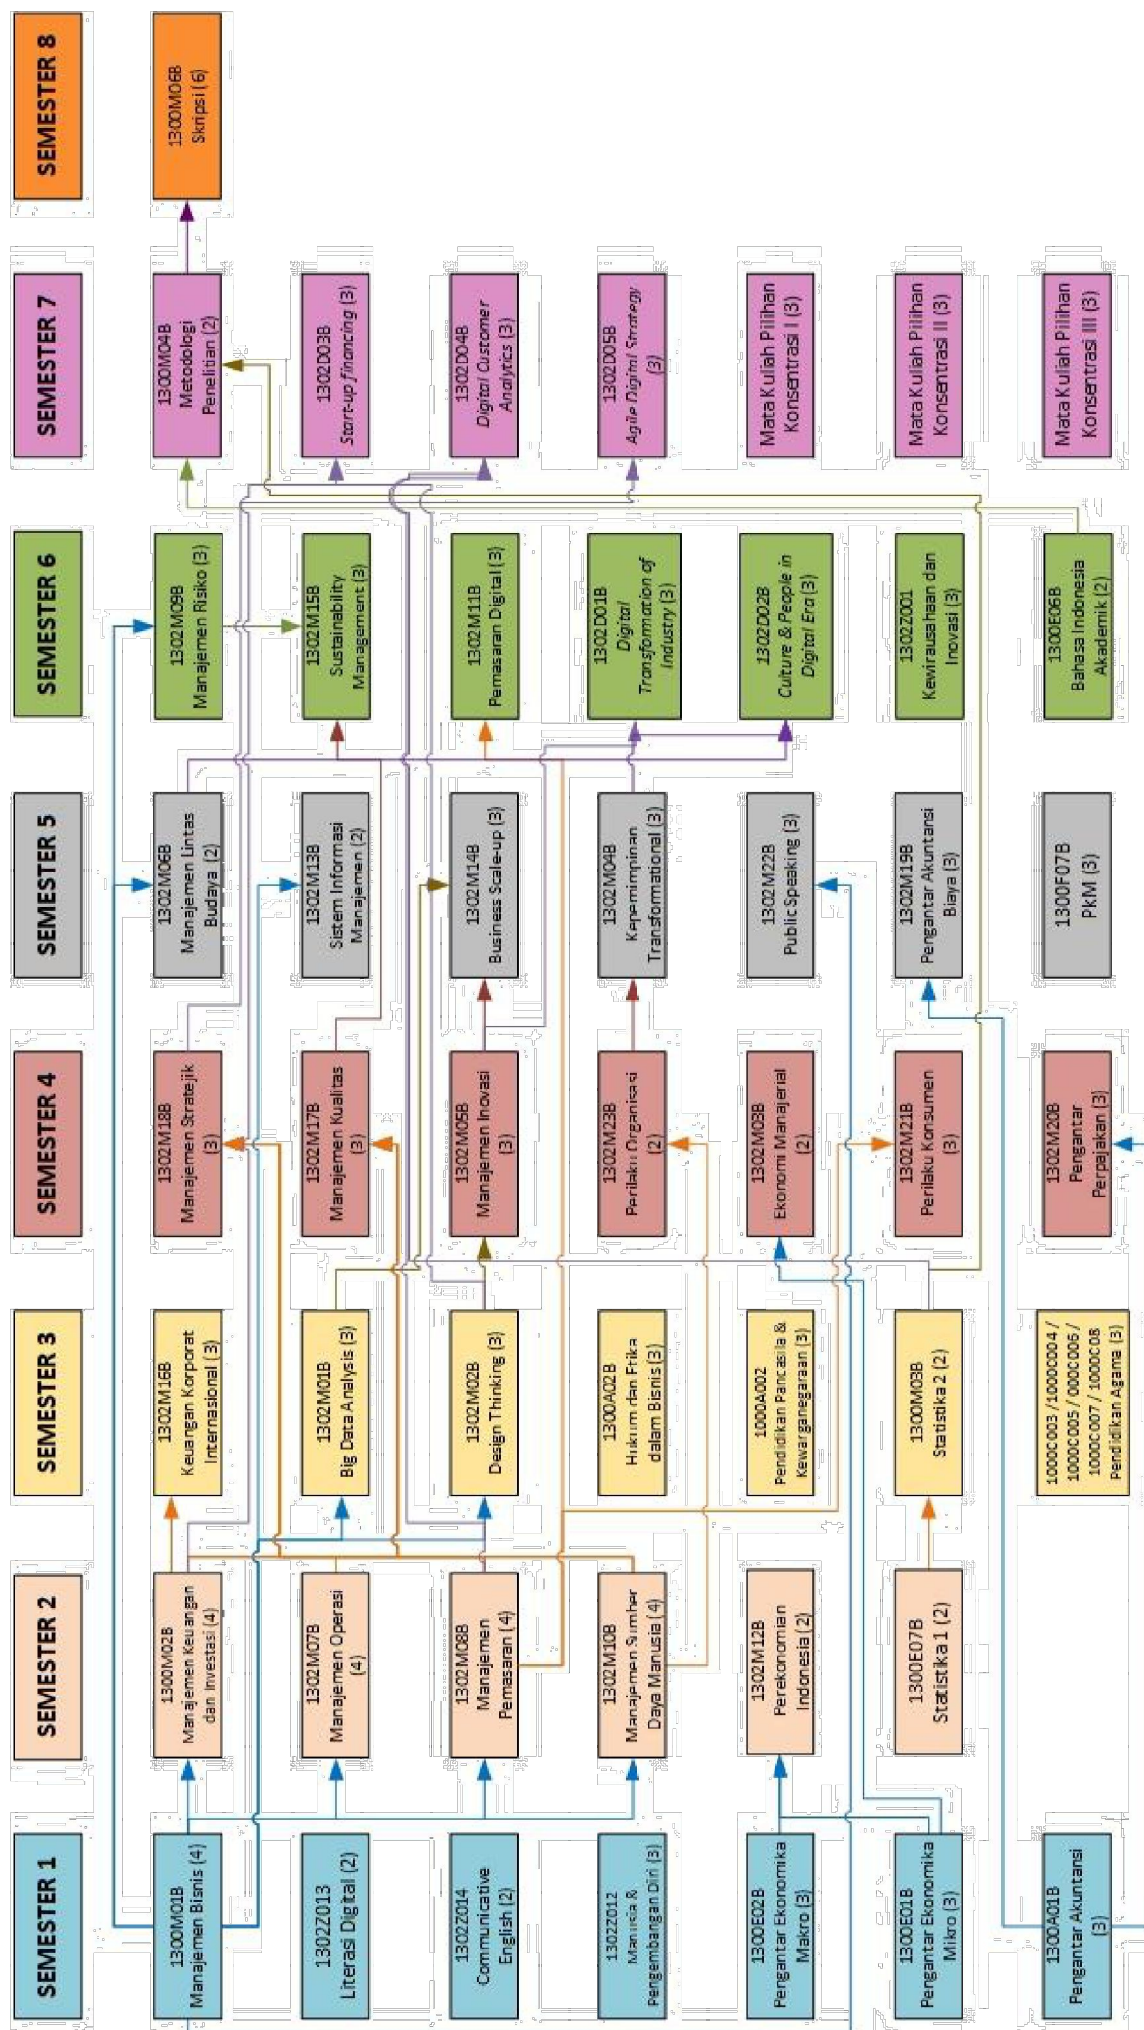 SEMESTER 1
1300M01B
Manajemen Bisnis (4)
1302Z013
Literasi Digital (2)
1302Z014
Communicative
English (2)
1302Z012
Manusia &
Pengembangan Diri (3)
1300E02B
Pengantar Ekonomika
Makro (3)
1300E01B
Pengantar Ekonomika
Mikro (3)
1300A01B
Pengantar Akuntansi
(3)
SEMESTER 2
1300M02B
Manajemen Keuangan
dan Investasi (4)
1302M07B
Manajemen Operasi
(4)
1302M08B
Manajemen
Pemasaran (4)
1302M10B
Manajemen Sumber
Daya Manusia (4)
1302M12B
Perekonomian
Indonesia (2)
1300E07B
Statistika 1 (2)
SEMESTER 3
1302M16B
Keuangan Korporat
Internasional (3)
1302M01B
Big Data Analysis (3)
1302M02B
Design Thinking (3)
1300A02B
Hukum dan Etika
dalam Bisnis (3)
1000A002
Pendidikan Pancasila &
Kewarganegaraan (3)
1300M03B
Statistika 2 (2)
1000C003 / 1000C004 /
1000C005 / 000C006 /
1000C007 / 1000C08
Pendidikan Agama (3)
SEMESTER 4
1302M18B
Manajemen Stratejik
(3)
1302M17B
Manajemen Kualitas
(3)
1302M05B
Manajemen Inovasi
(3)
1302M23B
Perilaku Organisasi
(2)
1302M03B
Ekonomi Manajerial
(2)
1302M21B
Perilaku Konsumen
(3)
1302M20B
Pengantar
Perpajakan (3)
SEMESTER 5
1302M06B
Manajemen Lintas
Budaya (2)
1302M13B
Sistem Informasi
Manajemen (2)
1302M14B
Business Scale-up (3)
1302M04B
Kepemimpinan
Transformational (3)
1302M22B
Public Speaking (3)
1302M19B
Pengantar Akuntansi
Biaya (3)
1300F07B
PkM (3)
SEMESTER 6
1302M09B
Manajemen Risiko (3)
1302M15B
Sustainability
Management (3)
1302M11B
Pemasaran Digital (3)
1302D01B
Digital
Transformation of
Industry (3)
1302D02B
Culture & People in
Digital Era (3)
1302Z001
Kewirausahaan dan
Inovasi (3)
1300E06B
Bahasa Indonesia
Akademik (2)
SEMESTER 7
1300M04B
Metodologi
Penelitian (2)
1302D03B
Start-up financing (3)
1302D04B
Digital Customer
Analytics (3)
1302D05B
Agile Digital Strategy
(3)
Mata Kuliah Pilihan
Konsentrasi I (3)
Mata Kuliah Pilihan
Konsentrasi II (3)
Mata Kuliah Pilihan
Konsentrasi III (3)
SEMESTER 8
1300M06B
Skripsi (6)